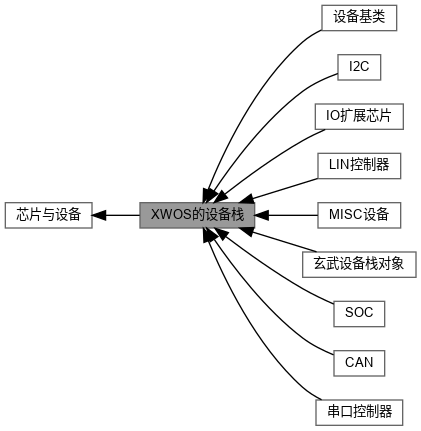 设备基类
I2C
IO扩展芯片
LIN控制器
芯片与设备
XWOS的设备栈
MISC设备
玄武设备栈对象
SOC
CAN
串口控制器